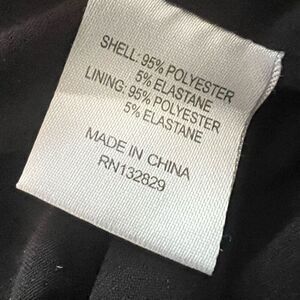 SHELL: 95% POLYESTER
5% ELASTANE
LINING: 95% POLYESTER
5% ELASTANE
MADE IN CHINA
RN132829